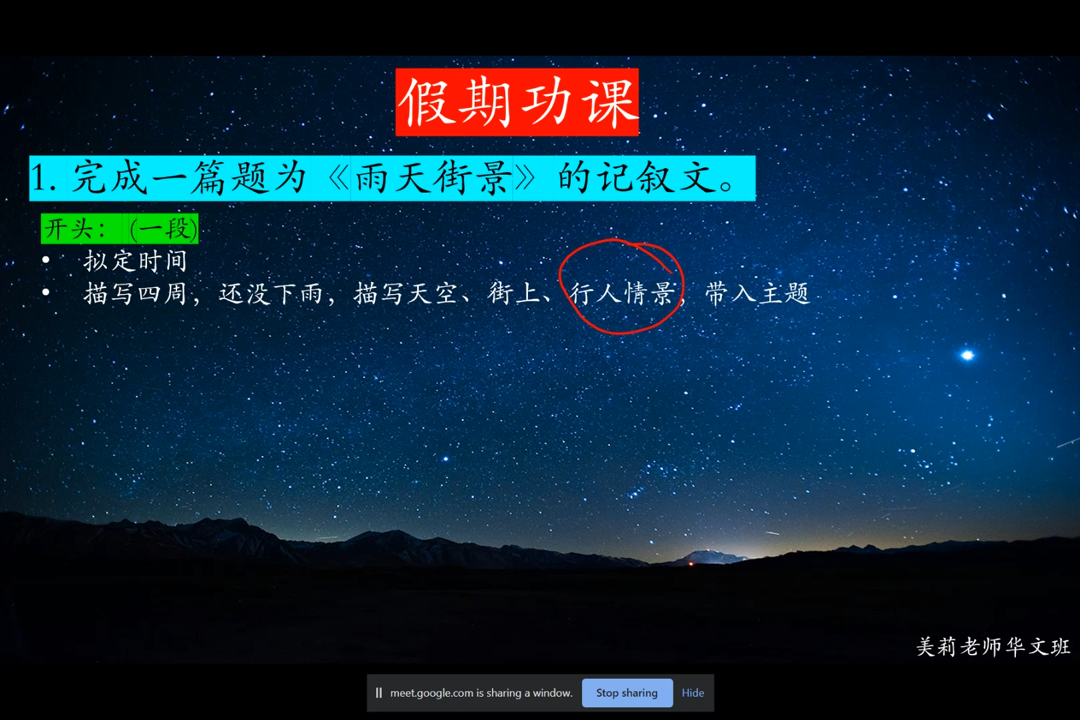 假期功课
1. 完成一篇题为《雨天街景》的记叙文。
开头：(一段)
• 拟定时间
• 描写四周，还没下雨，描写天空、街上、行人情景，带入主题
美莉老师华文班
meet.google.com is sharing a window. Stop sharing Hide